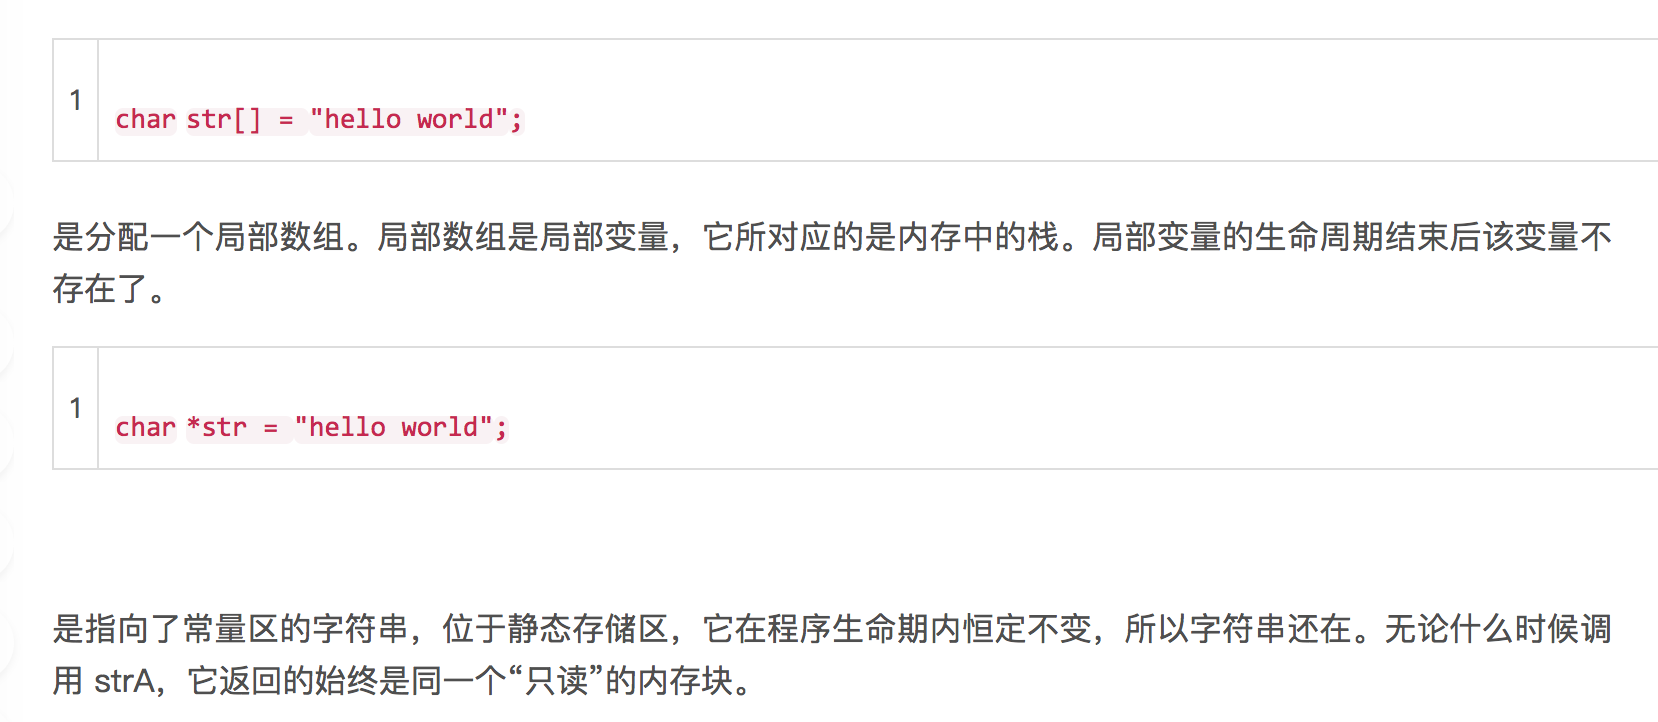 1
char str[] = "hello world";
是分配一个局部数组。局部数组是局部变量，它所对应的是内存中的栈。局部变量的生命周期结束后该变量不
存在了。
1
char *str = "hello world";
是指向了常量区的字符串，位于静态存储区，它在程序生命期内恒定不变，所以字符串还在。无论什么时候调
用 strA，它返回的始终是同一个“只读”的内存块。